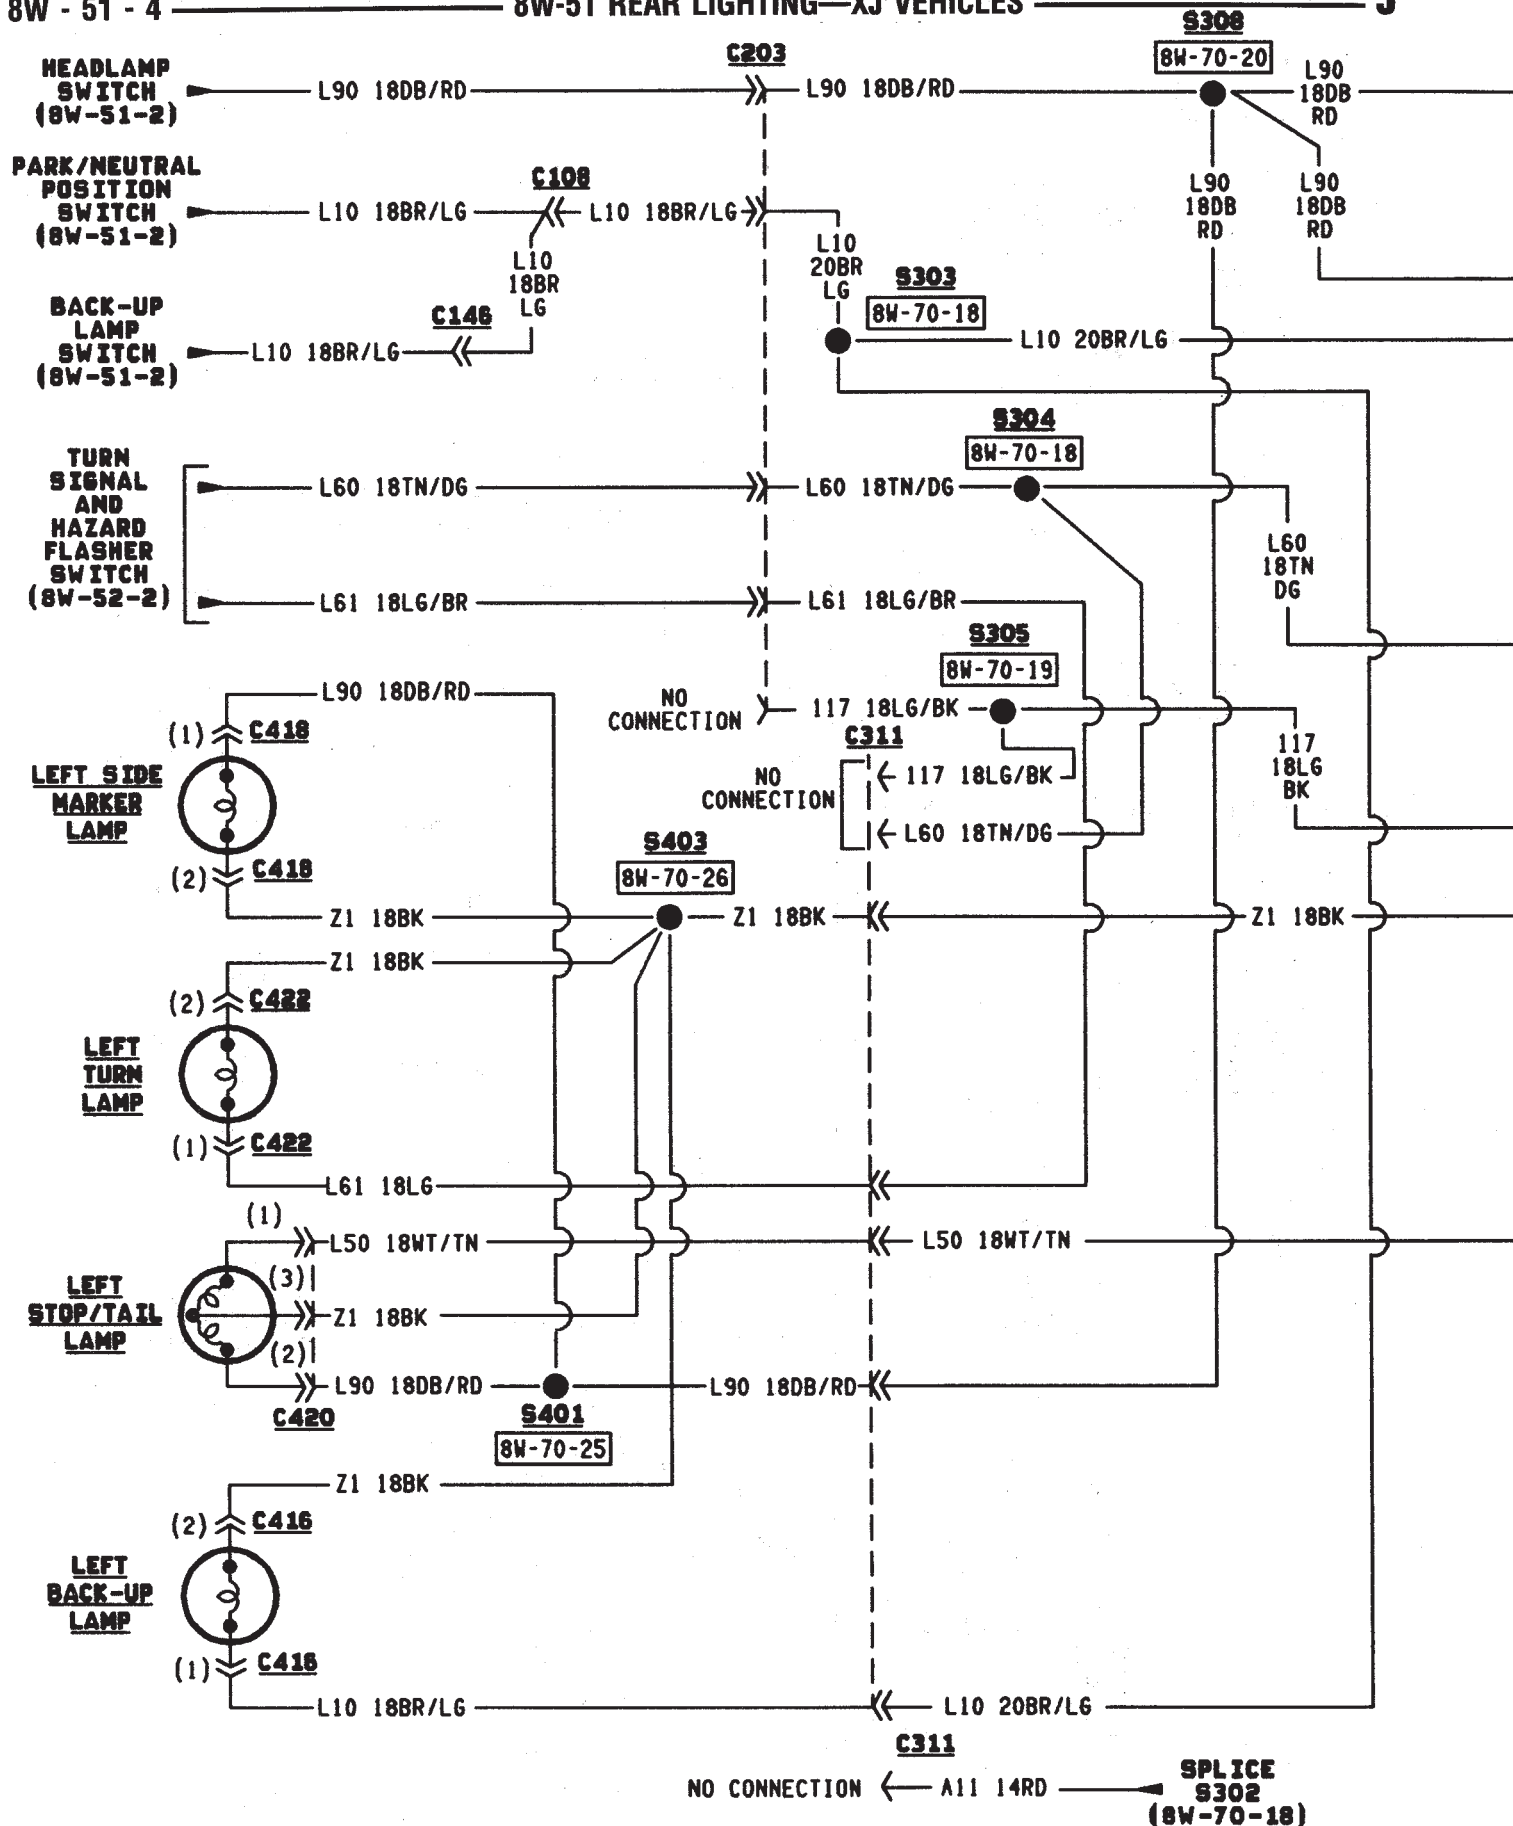 8W - 51 - 4
8W-51 REAR LIGHTING—XJ VEHICLES
J
S308
8W-70-20
C203
HEADLAMP
SWITCH
(8W-51-2)
L90 18DB/RD
L90 18DB/RD
L90
18DB
RD
PARK/NEUTRAL
POSITION
SWITCH
(8W-51-2)
C108
L10 18BR/LG
L10 18BR/LG
L90
18DB
RD
L90
18DB
RD
L10
18BR
LG
L10
20BR
LG
S303
8W-70-18
BACK-UP
LAMP
SWITCH
(8W-51-2)
C146
L10 18BR/LG
L10 20BR/LG
S304
8W-70-18
TURN
SIGNAL
AND
HAZARD
FLASHER
SWITCH
(8W-52-2)
L60 18TN/DG
L60 18TN/DG
L60
18TN
DG
L61 18LG/BR
L61 18LG/BR
S305
8W-70-19
L90 18DB/RD
NO
CONNECTION
117 18LG/BK
(1)
C418
C311
117
18LG
BK
LEFT SIDE
MARKER
LAMP
NO
CONNECTION
117 18LG/BK
L60 18TN/DG
S403
8W-70-26
(2)
C418
Z1 18BK
Z1 18BK
Z1 18BK
Z1 18BK
(2)
C422
LEFT
TURN
LAMP
(1)
C422
L61 18LG
(1)
L50 18WT/TN
L50 18WT/TN
LEFT
STOP/TAIL
LAMP
(3)
Z1 18BK
(2)
L90 18DB/RD
L90 18DB/RD
C420
S401
8W-70-25
Z1 18BK
(2)
C416
LEFT
BACK-UP
LAMP
(1)
C416
L10 18BR/LG
L10 20BR/LG
C311
NO CONNECTION
A11 14RD
SPLICE
S302
(8W-70-18)